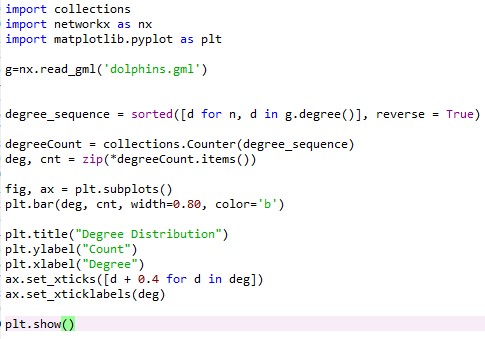 import collections
import networkx as nx
import matplotlib.pyplot as plt
g=nx.read_gml('dolphins.gml')
degree_sequence = sorted([d for n, d in g.degree()], reverse = True)
degreeCount = collections.Counter(degree_sequence)
deg, cnt = zip(*degreeCount.items())
fig, ax = plt.subplots()
plt.bar(deg, cnt, width=0.80, color='b')
plt.title("Degree Distribution")
plt.ylabel("Count")
plt.xlabel("Degree")
ax.set_xticks([d + 0.4 for d in deg])
ax.set_xticklabels(deg)
plt.show()